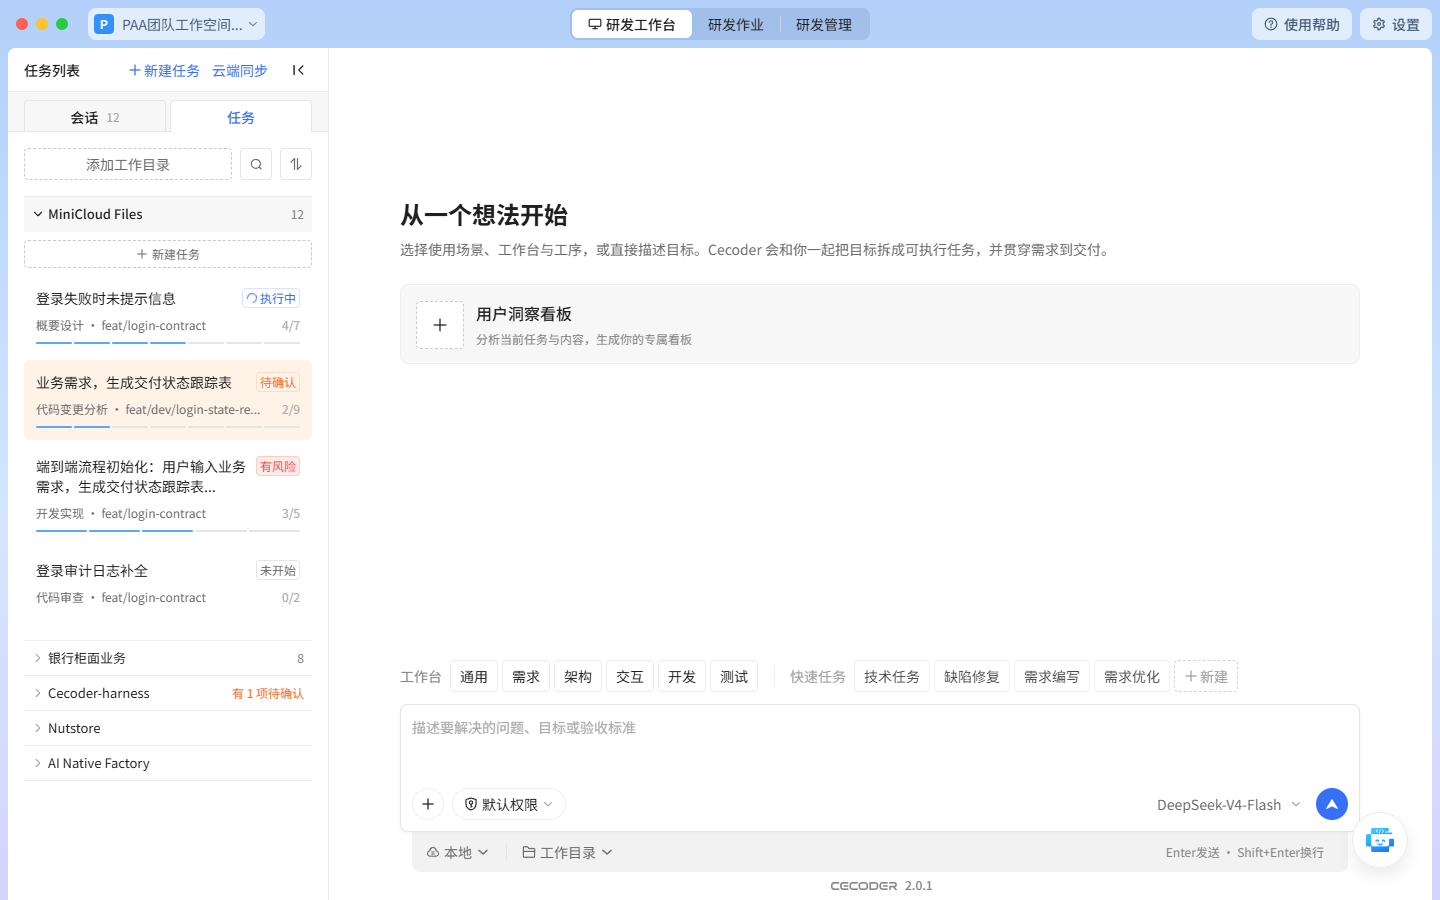 P PAA团队工作空间...
研发工作台 研发作业 研发管理
使用帮助 设置
任务列表 新建任务 云端同步
会话 12 任务
添加工作目录
MiniCloud Files 12
新建任务
登录失败时未提示信息 执行中
概要设计 · feat/login-contract 4/7
业务需求，生成交付状态跟踪表 待确认
代码变更分析 · feat/dev/login-state-re... 2/9
端到端流程初始化：用户输入业务 有风险
需求，生成交付状态跟踪表...
开发实现 · feat/login-contract 3/5
登录审计日志补全 未开始
代码审查 · feat/login-contract 0/2
银行柜面业务 8
Cecoder-harness 有 1 项待确认
Nutstore
AI Native Factory
从一个想法开始
选择使用场景、工作台与工序，或直接描述目标。Cecoder 会和你一起把目标拆成可执行任务，并贯穿需求到交付。
用户洞察看板
分析当前任务与内容，生成你的专属看板
工作台 通用 需求 架构 交互 开发 测试 快速任务 技术任务 缺陷修复 需求编写 需求优化 新建
描述要解决的问题、目标或验收标准
默认权限 DeepSeek-V4-Flash
本地 工作目录 Enter发送 · Shift+Enter换行
CECODER 2.0.1